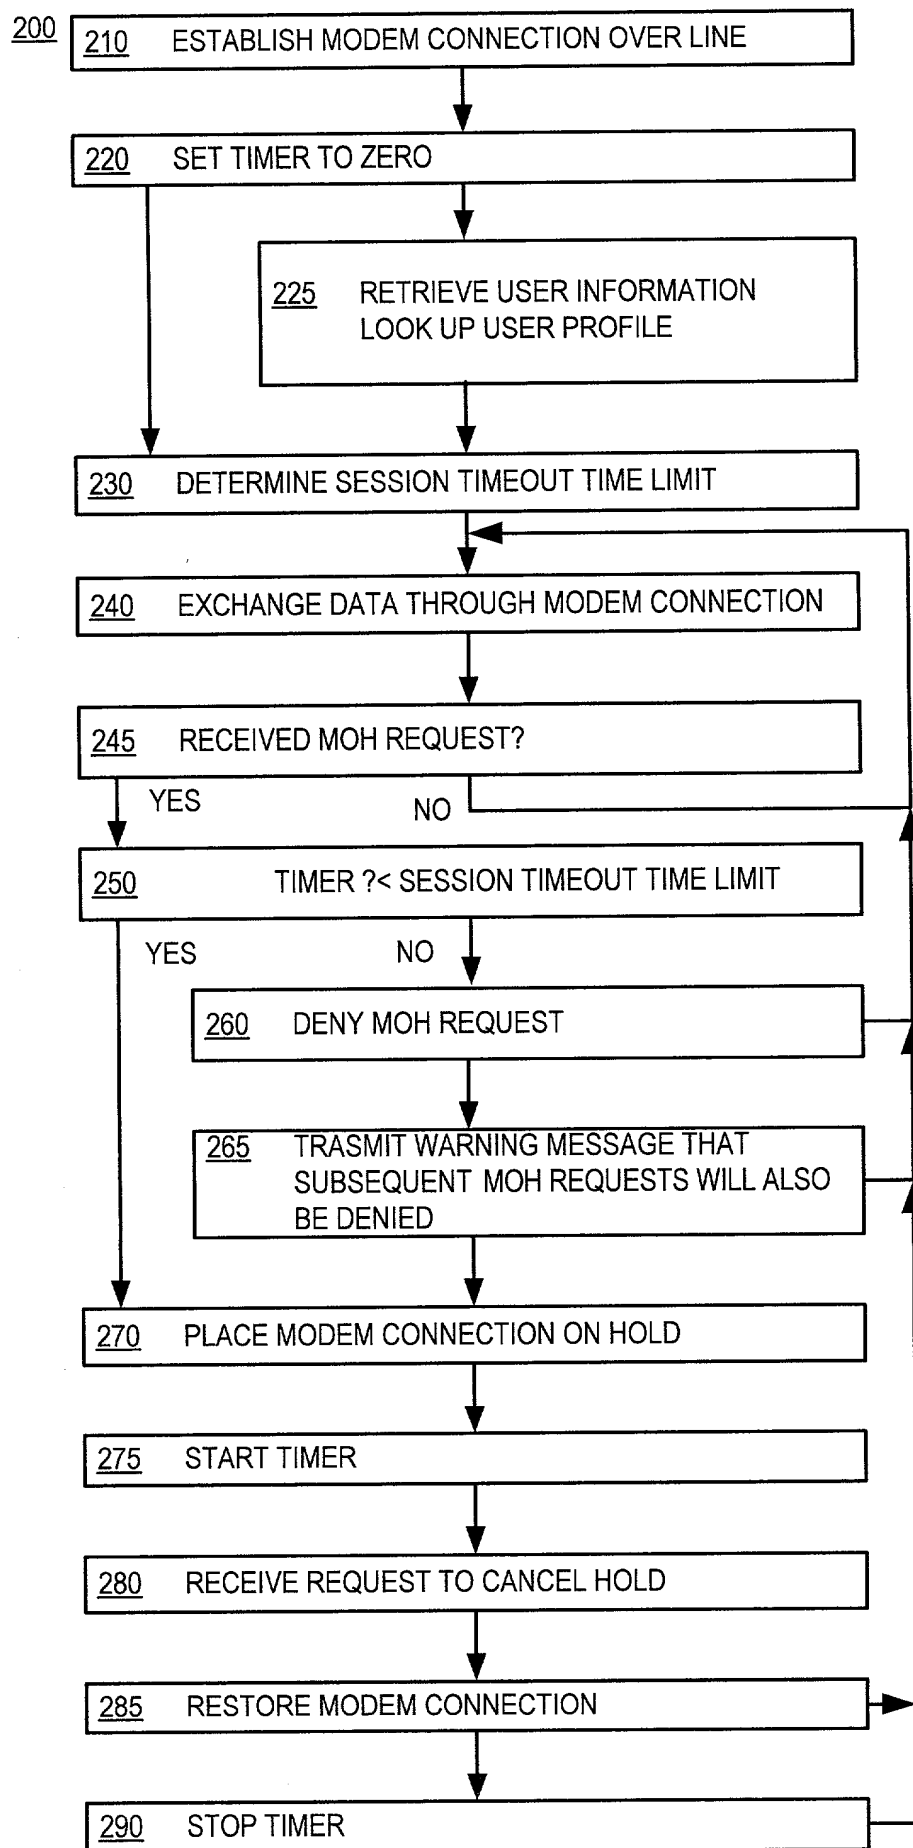 200
210 ESTABLISH MODEM CONNECTION OVER LINE
220 SET TIMER TO ZERO
225 RETRIEVE USER INFORMATION
LOOK UP USER PROFILE
230 DETERMINE SESSION TIMEOUT TIME LIMIT
240 EXCHANGE DATA THROUGH MODEM CONNECTION
245 RECEIVED MOH REQUEST?
YES NO
250 TIMER ?< SESSION TIMEOUT TIME LIMIT
YES NO
260 DENY MOH REQUEST
265 TRASMIT WARNING MESSAGE THAT
SUBSEQUENT MOH REQUESTS WILL ALSO
BE DENIED
270 PLACE MODEM CONNECTION ON HOLD
275 START TIMER
280 RECEIVE REQUEST TO CANCEL HOLD
285 RESTORE MODEM CONNECTION
290 STOP TIMER